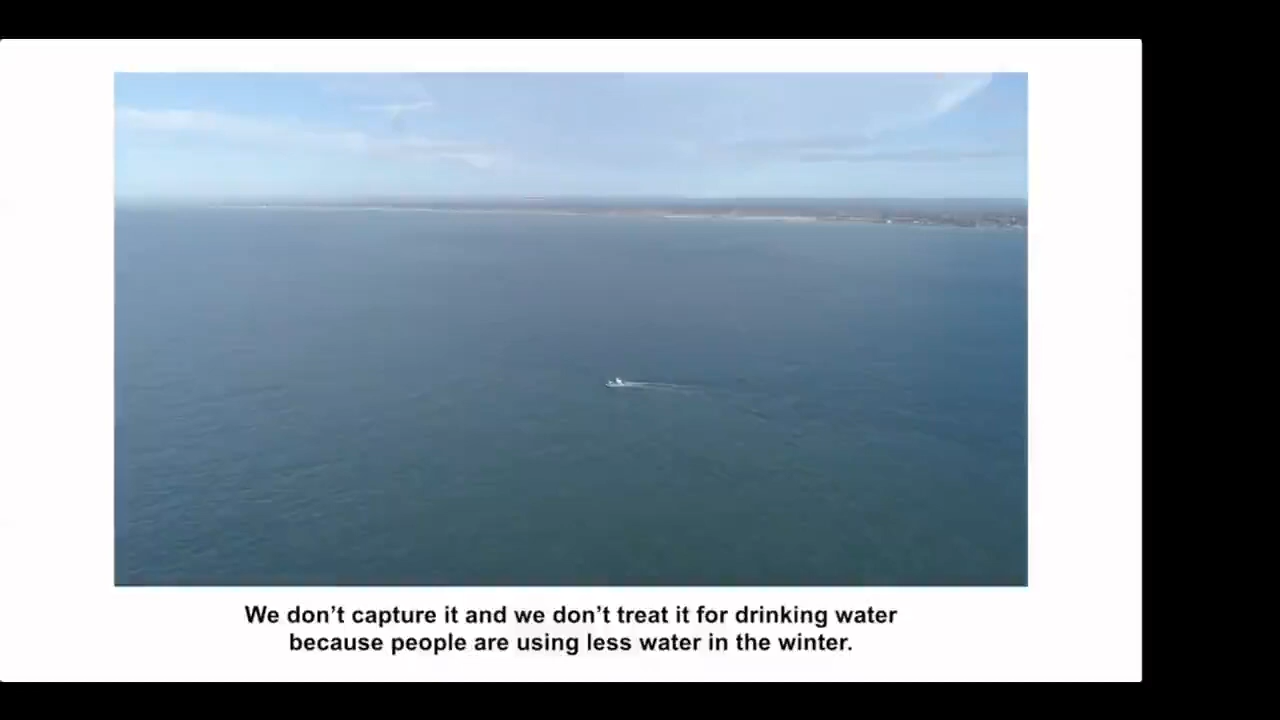 We don’t capture it and we don’t treat it for drinking water
because people are using less water in the winter.